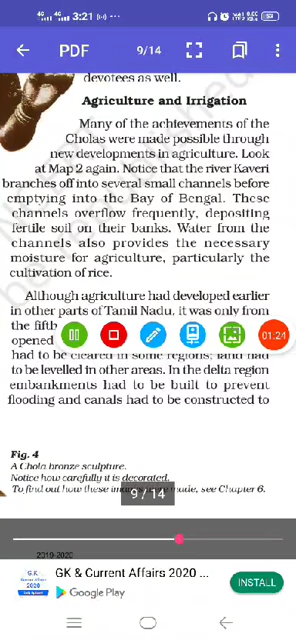 3:21
PDF
9/14
devotees as well.
Agriculture and Irrigation
Many of the achievements of the
Cholas were made possible through
new developments in agriculture. Look
at Map 2 again. Notice that the river Kaveri
branches off into several small channels before
emptying into the Bay of Bengal. These
channels overflow frequently, depositing
fertile soil on their banks. Water from the
channels also provides the necessary
moisture for agriculture, particularly the
cultivation of rice.
Although agriculture had developed earlier
in other parts of Tamil Nadu, it was only from
the fifth
opened
01:24
had to be cleared in some regions; land had
to be levelled in other areas. In the delta region
embankments had to be built to prevent
flooding and canals had to be constructed to
Fig. 4
A Chola bronze sculpture.
Notice how carefully it is decorated.
To find out how these images were made, see Chapter 6.
9/14
2019-2020
GK & Current Affairs 2020 ...
Google Play
INSTALL